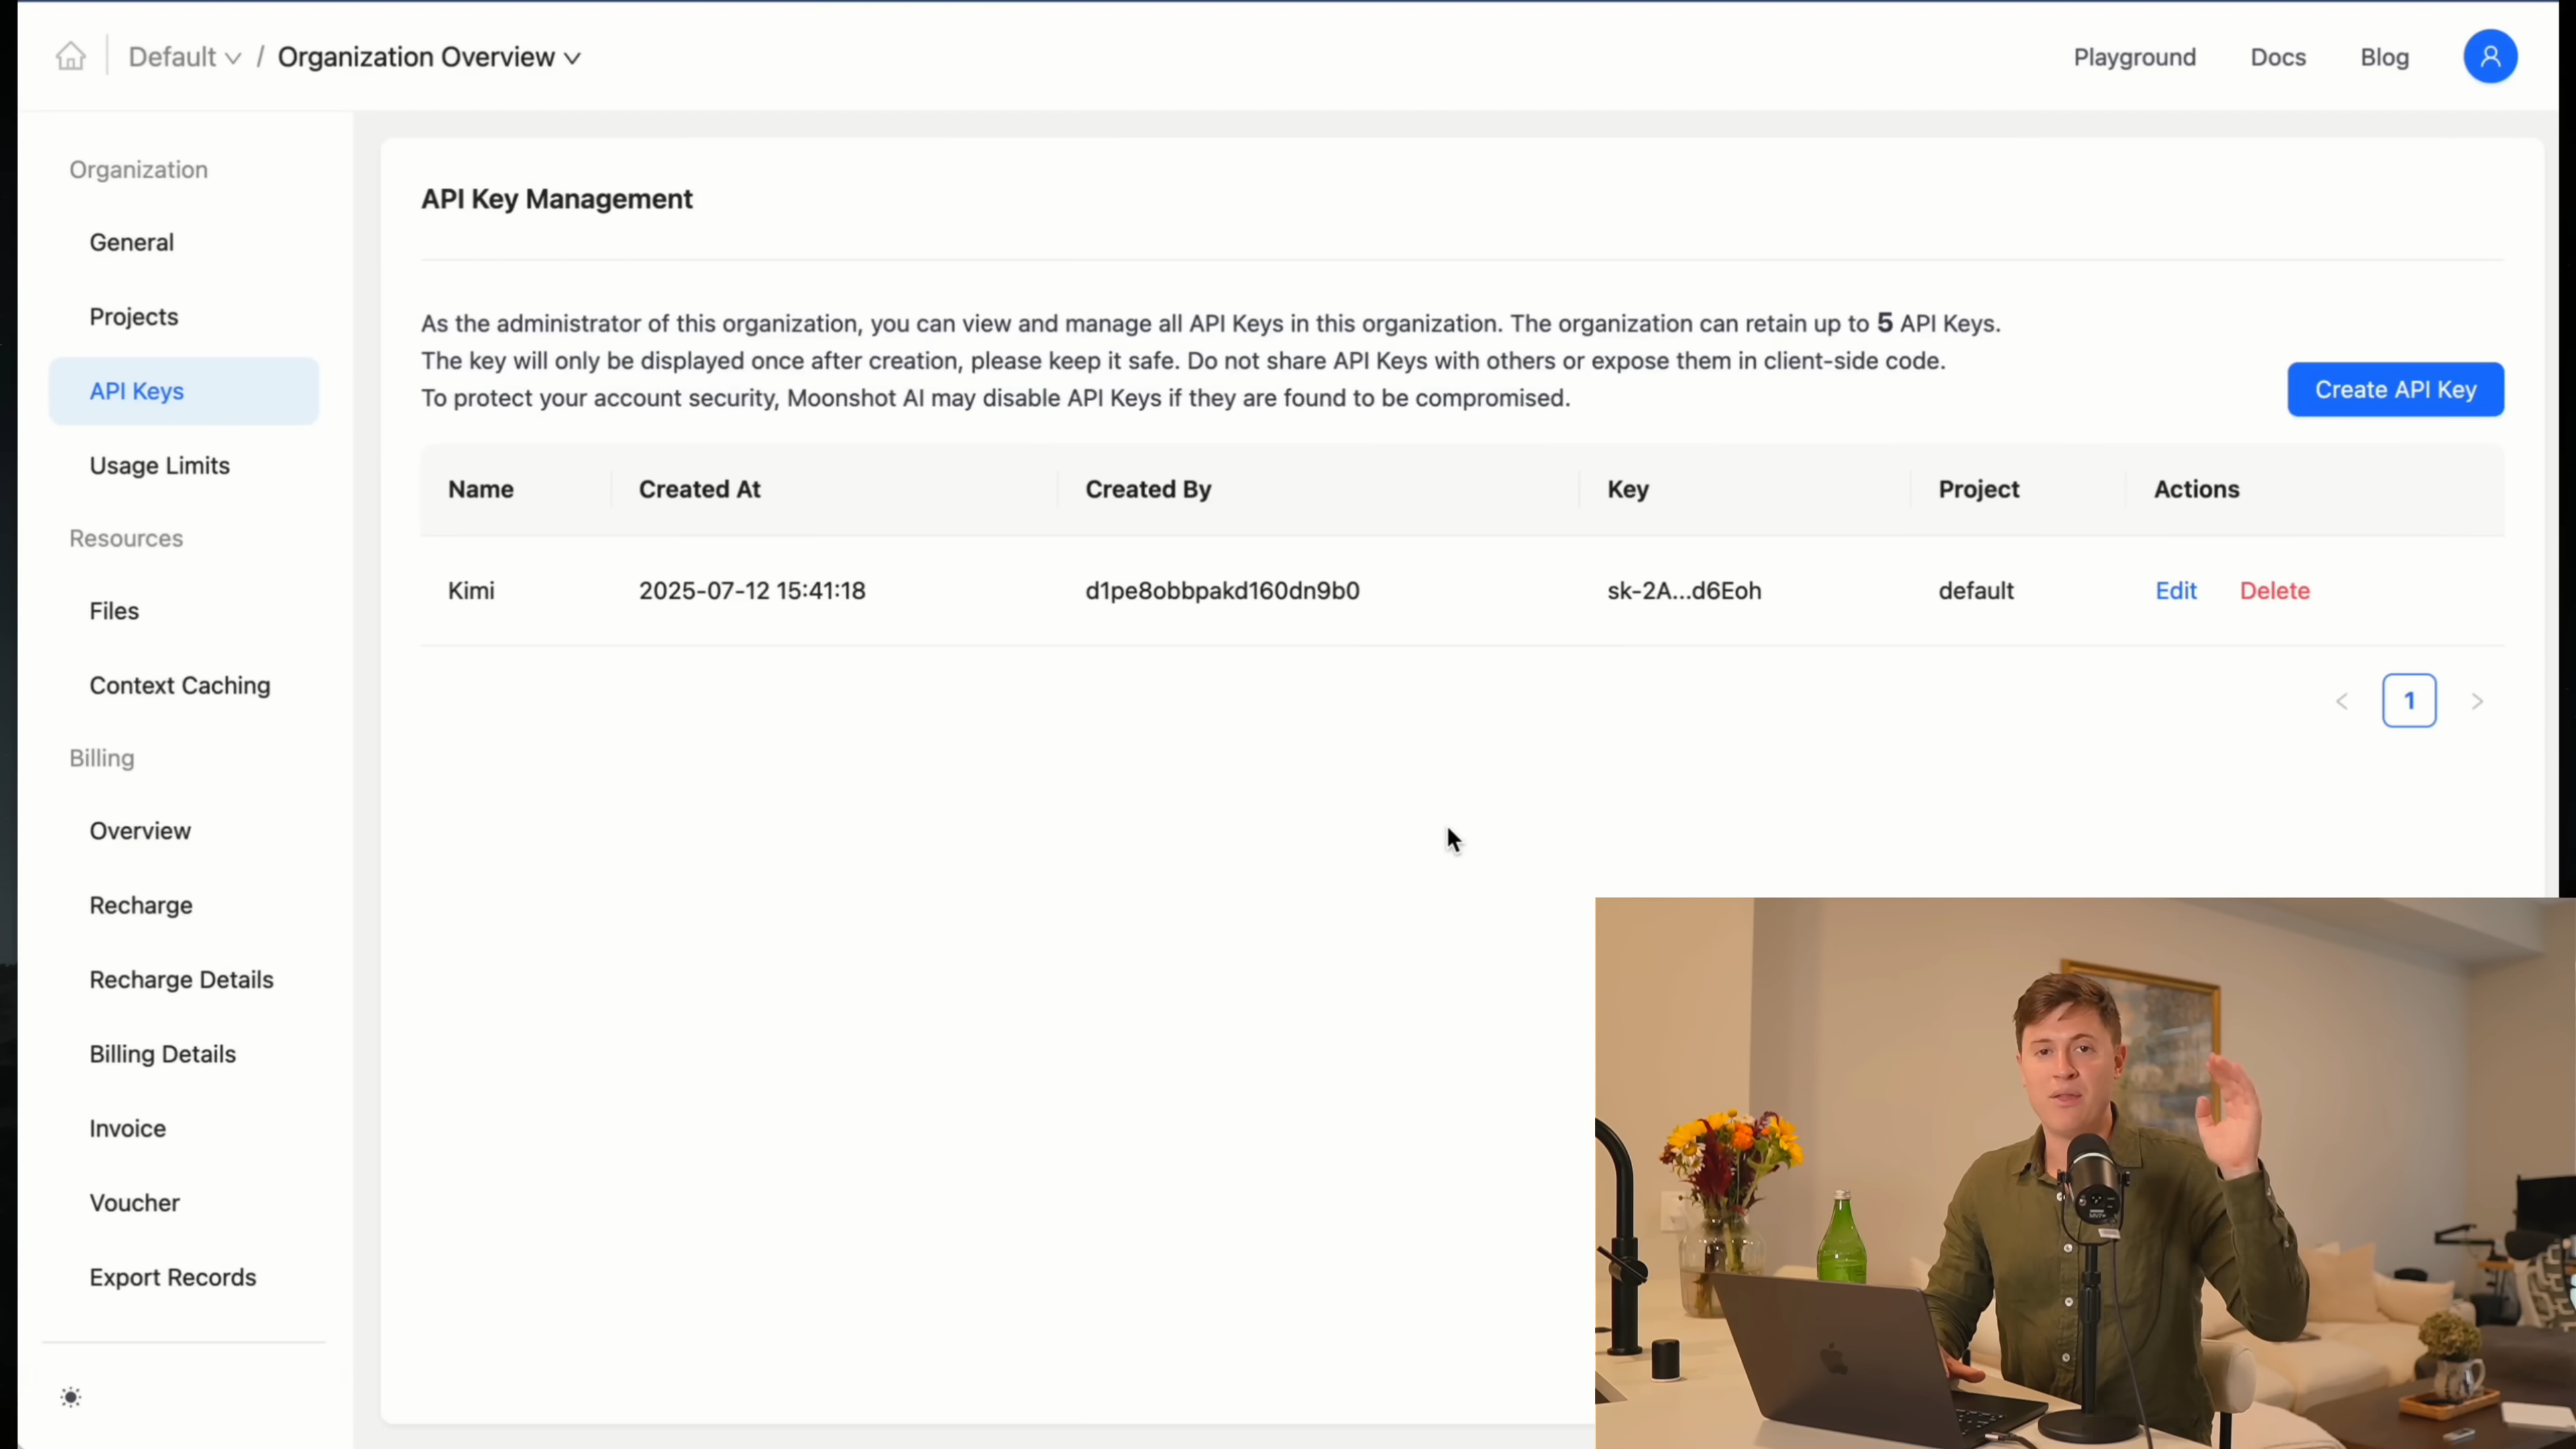 Default / Organization Overview
Playground Docs Blog
Organization
General
Projects
API Keys
Usage Limits
Resources
Files
Context Caching
Billing
Overview
Recharge
Recharge Details
Billing Details
Invoice
Voucher
Export Records
API Key Management
As the administrator of this organization, you can view and manage all API Keys in this organization. The organization can retain up to 5 API Keys.
The key will only be displayed once after creation, please keep it safe. Do not share API Keys with others or expose them in client-side code.
To protect your account security, Moonshot AI may disable API Keys if they are found to be compromised.
Create API Key
Name Created At Created By Key Project Actions
Kimi 2025-07-12 15:41:18 d1pe8obbpakd160dn9b0 sk-2A...d6Eoh default Edit Delete
< 1 >